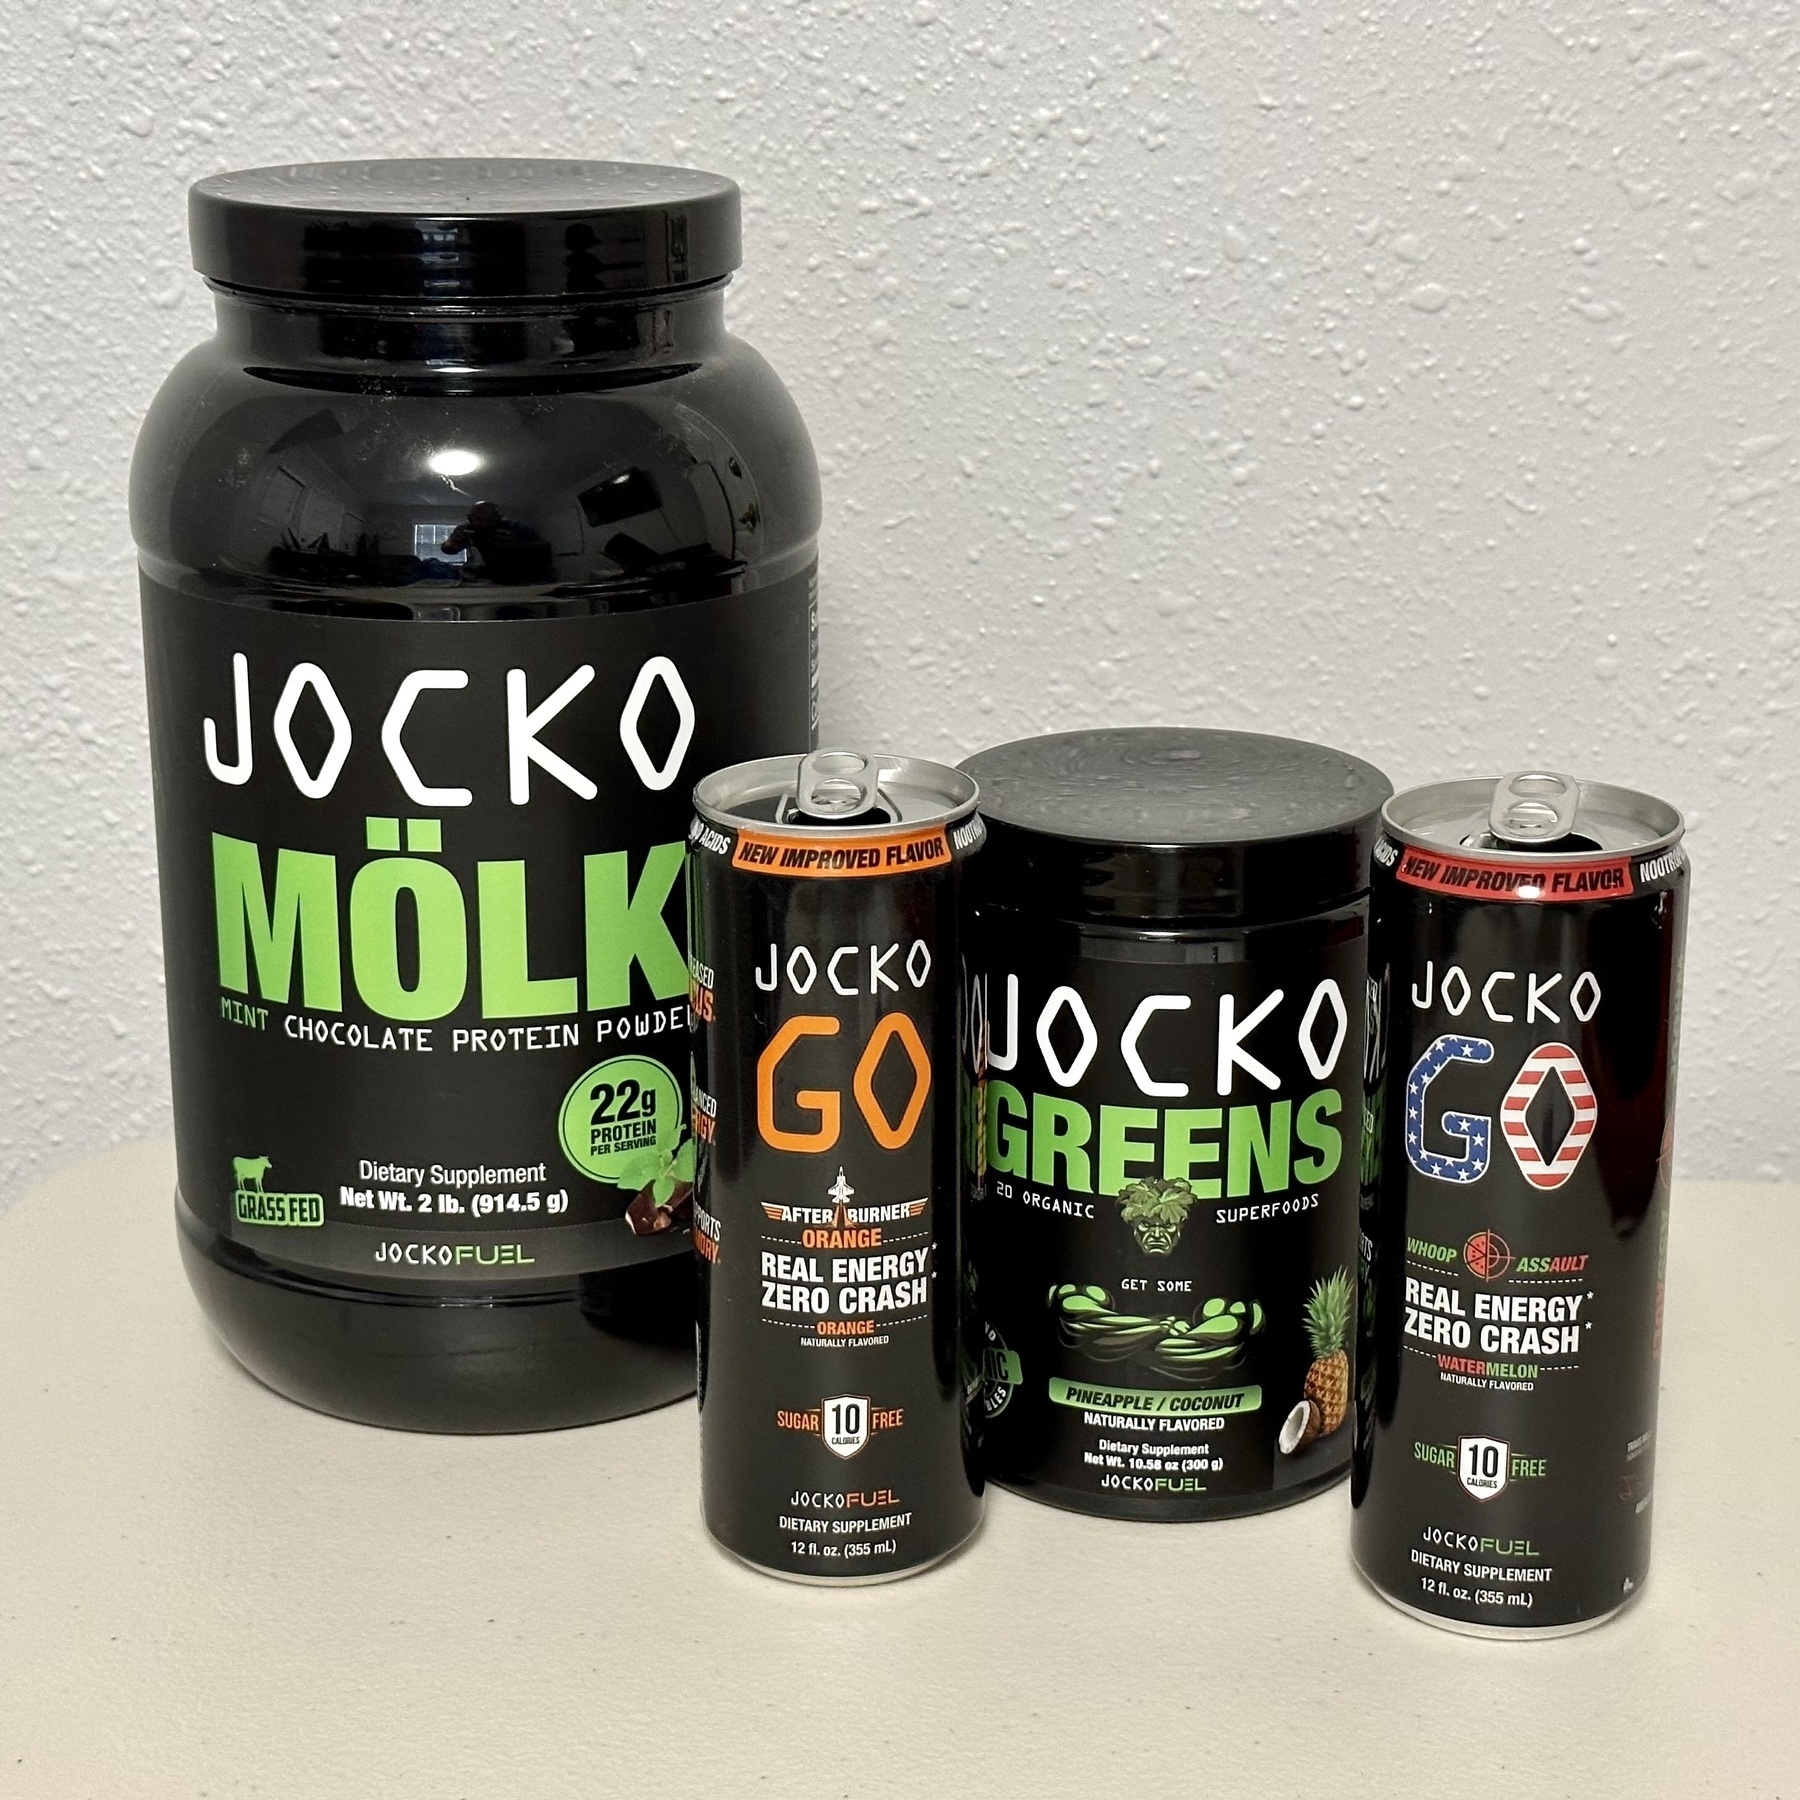 JOCKO
MÖLK
MINT CHOCOLATE PROTEIN
22g
PROTEIN
PER SERVING
GRASS FED
Dietary Supplement
Net Wt. 2 lb. (914.5 g)
JOCKOFUEL
ACIDS
NEW IMPROVED FLAVOR
JOCKO
GO
AFTER BURNER
ORANGE
REAL ENERGY*
ZERO CRASH*
ORANGE
NATURALLY FLAVORED
SUGAR 10 FREE
CALORIES
JOCKOFUEL
DIETARY SUPPLEMENT
12 fl. oz. (355 mL)
JOCKO
GREENS
20 ORGANIC SUPERFOODS
GET SOME
PINEAPPLE / COCONUT
NATURALLY FLAVORED
Dietary Supplement
Net Wt. 10.58 oz (300 g)
JOCKOFUEL
NEW IMPROVED FLAVOR
JOCKO
GO
WHOOP ASSAULT
REAL ENERGY*
ZERO CRASH*
WATERMELON
NATURALLY FLAVORED
SUGAR 10 FREE
CALORIES
JOCKOFUEL
DIETARY SUPPLEMENT
12 fl. oz. (355 mL)